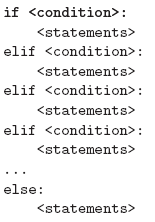 if <condition>:
    <statements>
elif <condition>:
    <statements>
elif <condition>:
    <statements>
elif <condition>:
    <statements>
...
else:
    <statements>